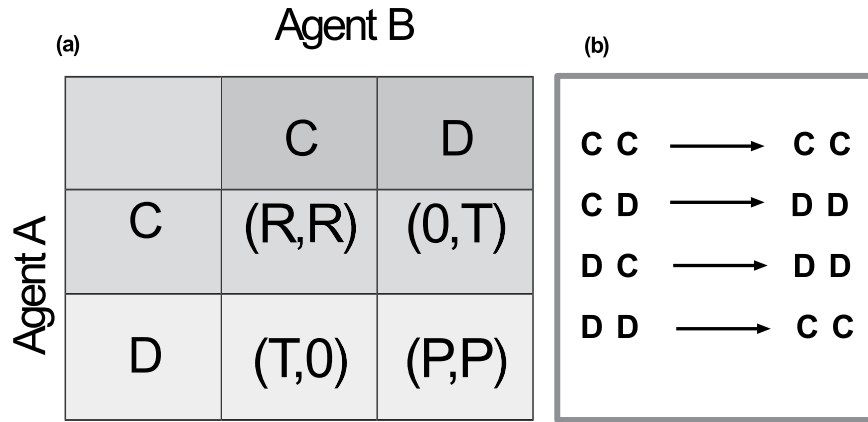 (a)
Agent B
C D
Agent A
C (R,R) (0,T)
D (T,0) (P,P)
(b)
C C C C
C D D D
D C D D
D D C C